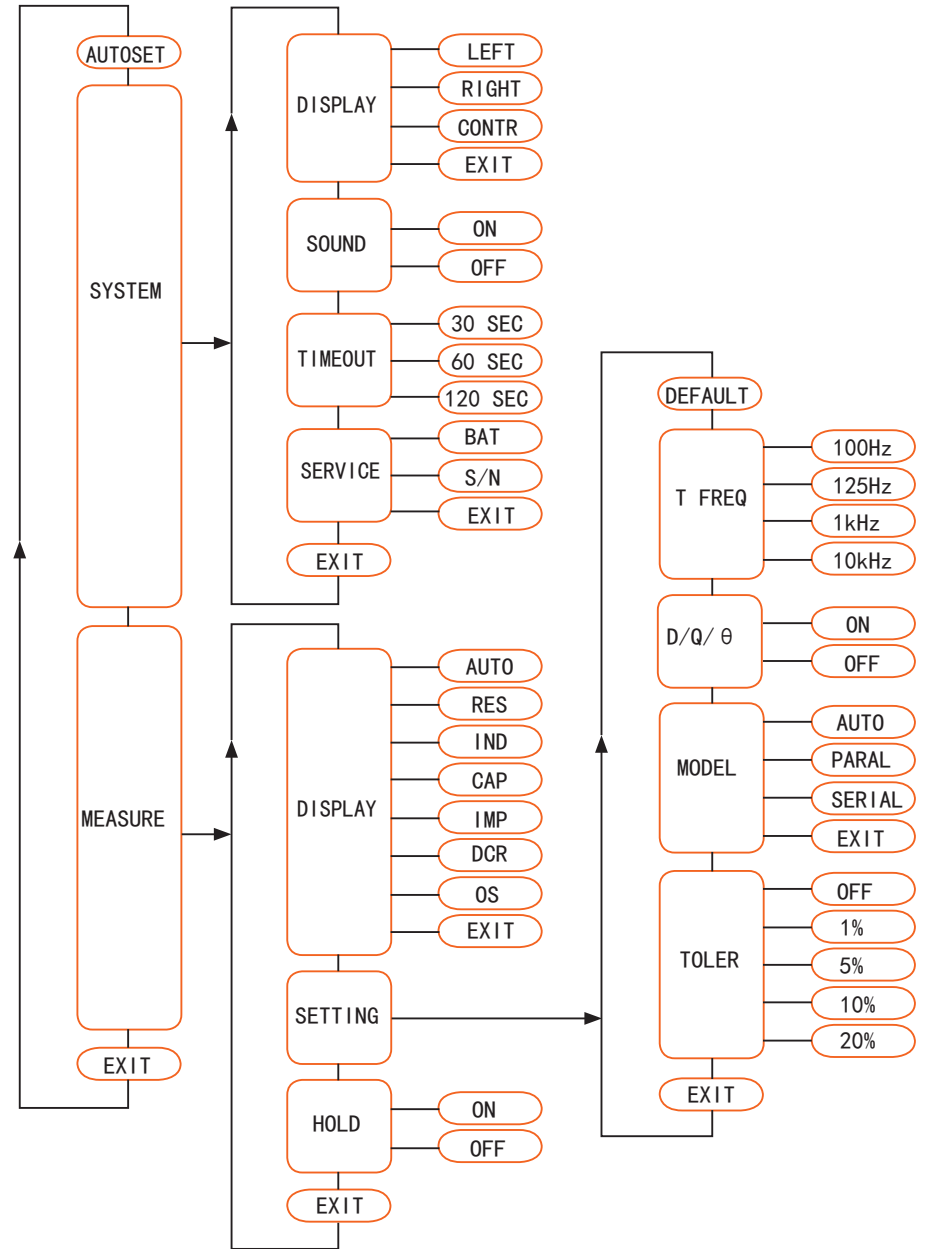 AUTOSET
SYSTEM
MEASURE
EXIT
DISPLAY
LEFT
RIGHT
CONTR
EXIT
SOUND
ON
OFF
TIMEOUT
30 SEC
60 SEC
120 SEC
SERVICE
BAT
S/N
EXIT
EXIT
DISPLAY
AUTO
RES
IND
CAP
IMP
DCR
OS
EXIT
SETTING
HOLD
ON
OFF
EXIT
DEFAULT
T FREQ
100Hz
125Hz
1kHz
10kHz
D/Q/θ
ON
OFF
MODEL
AUTO
PARAL
SERIAL
EXIT
TOLER
OFF
1%
5%
10%
20%
EXIT